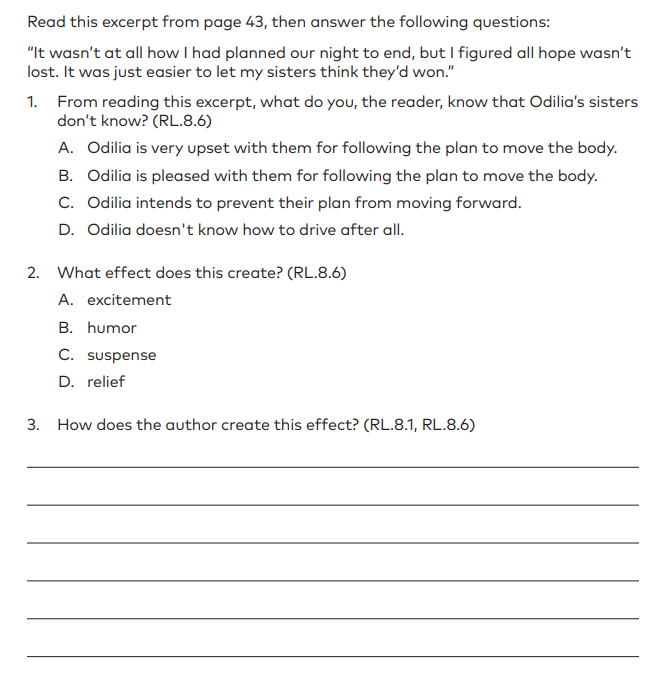 Read this excerpt from page 43, then answer the following questions:
“It wasn’t at all how I had planned our night to end, but I figured all hope wasn’t
lost. It was just easier to let my sisters think they’d won.”
1. From reading this excerpt, what do you, the reader, know that Odilia’s sisters
don’t know? (RL.8.6)
A. Odilia is very upset with them for following the plan to move the body.
B. Odilia is pleased with them for following the plan to move the body.
C. Odilia intends to prevent their plan from moving forward.
D. Odilia doesn't know how to drive after all.
2. What effect does this create? (RL.8.6)
A. excitement
B. humor
C. suspense
D. relief
3. How does the author create this effect? (RL.8.1, RL.8.6)